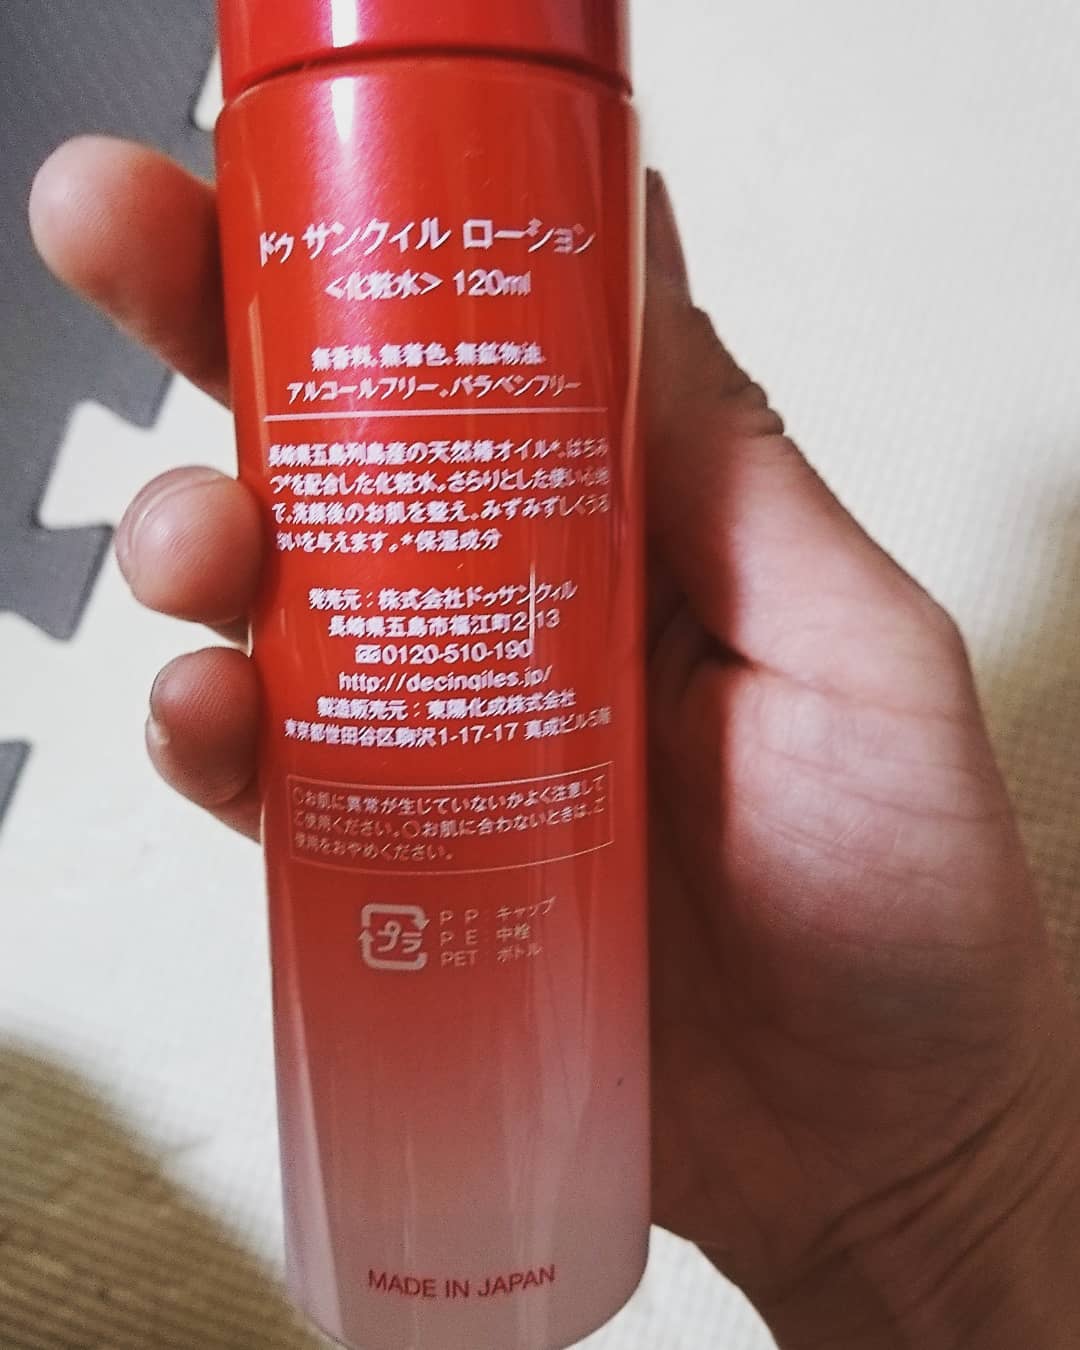 ドゥ サンクィル ローション
<化粧水> 120ml
無香料。無着色。無鉱物油。
アルコールフリー。パラベンフリー
長崎県五島列島産の天然椿オイル*、はちみ
つ*を配合した化粧水。さらりとした使い心地
で、洗顔後のお肌を整え、みずみずしくうる
おいを与えます。*保湿成分
発売元：株式会社ドゥサンクィル
長崎県五島市福江町2-13
0120-510-190
http://decinqiles.jp/
製造販売元：東陽化成株式会社
東京都世田谷区駒沢1-17-17 真成ビル5階
○お肌に異常が生じていないかよく注意して
ご使用ください。○お肌に合わないときは、ご
使用をおやめください。
プラ
PP：キャップ
PE：中栓
PET：ボトル
MADE IN JAPAN